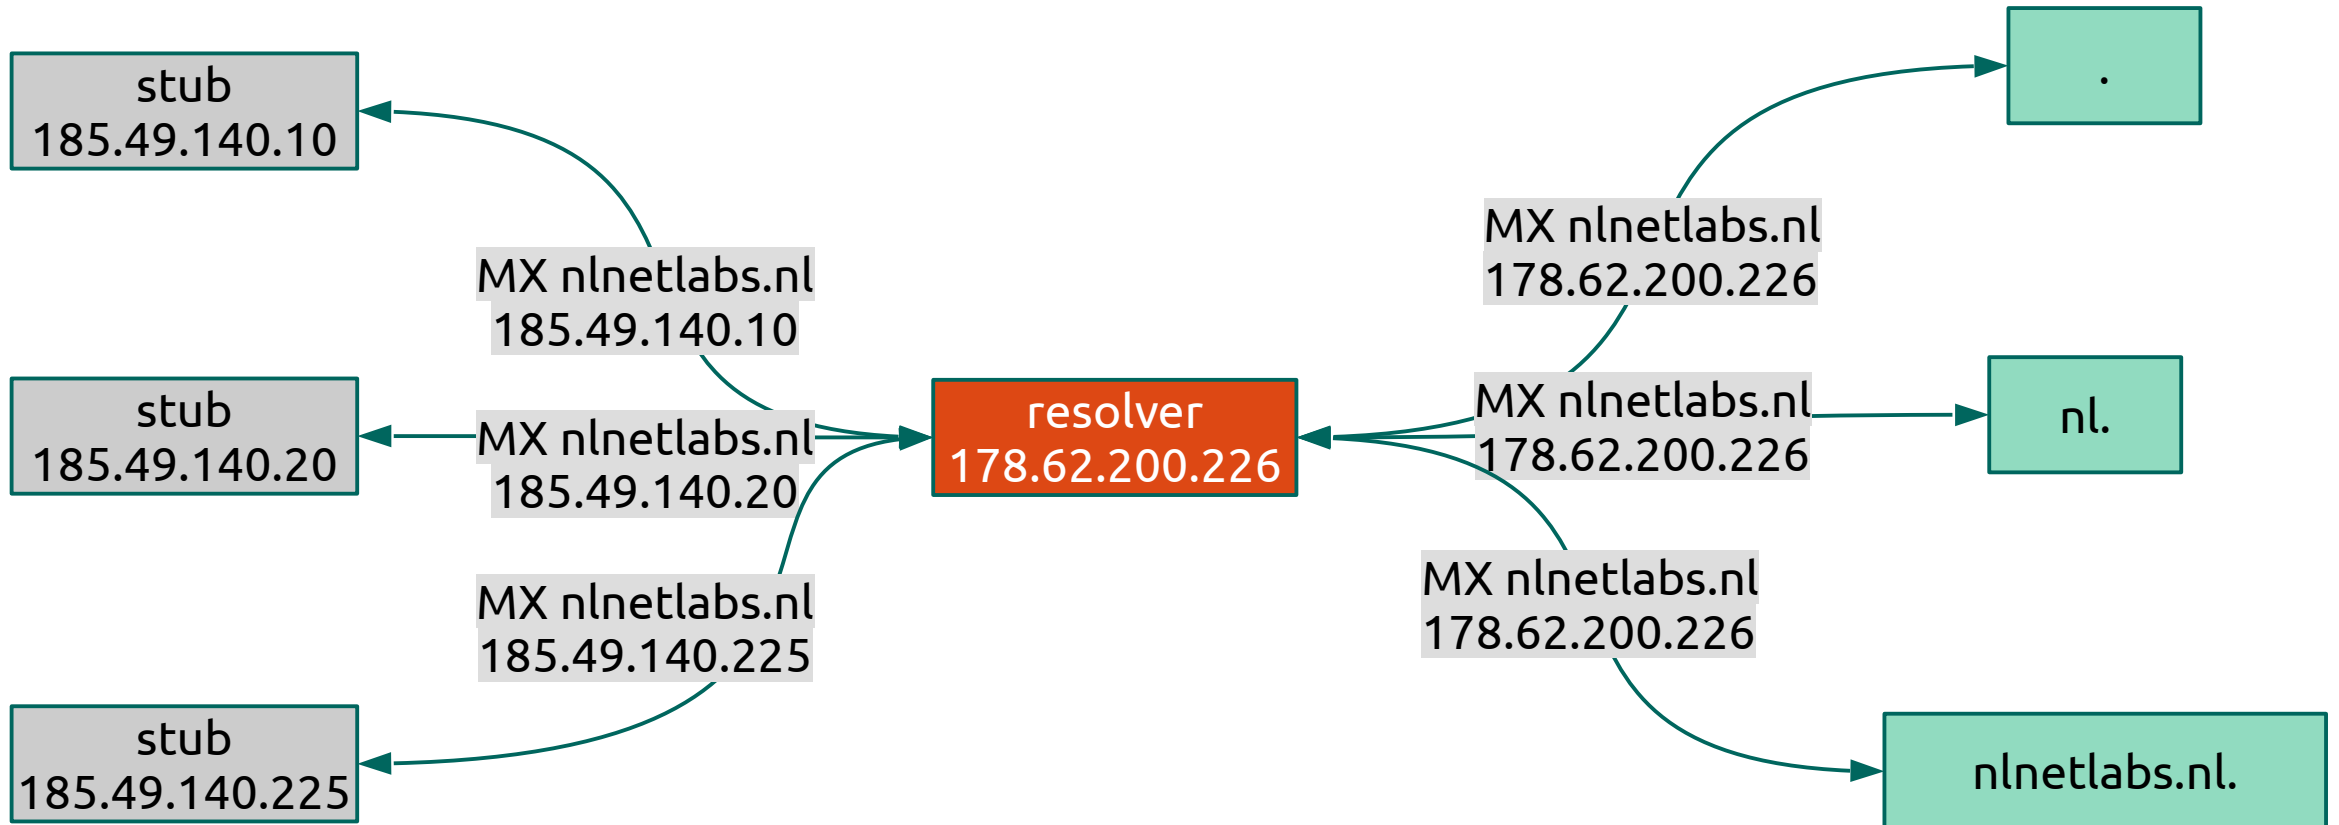 stub
185.49.140.10
MX nlnetlabs.nl
185.49.140.10
stub
185.49.140.20
MX nlnetlabs.nl
185.49.140.20
stub
185.49.140.225
MX nlnetlabs.nl
185.49.140.225
resolver
178.62.200.226
MX nlnetlabs.nl
178.62.200.226
.
MX nlnetlabs.nl
178.62.200.226
nl.
MX nlnetlabs.nl
178.62.200.226
nlnetlabs.nl.